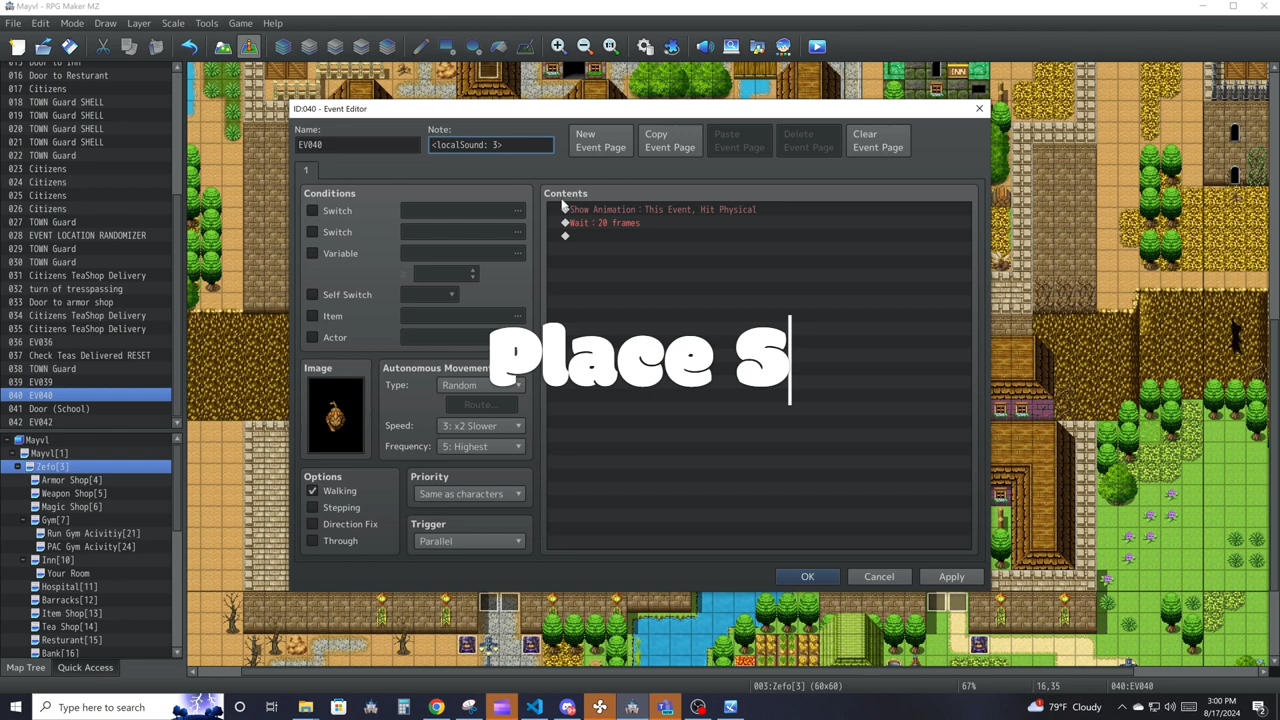 Mayvl - RPG Maker MZ
File Edit Mode Draw Layer Scale Tools Game Help
016 Door to Resturant
017 Citizens
018 TOWN Guard SHELL
019 TOWN Guard SHELL
020 TOWN Guard SHELL
021 TOWN Guard SHELL
022 TOWN Guard
023 Citizens
024 Citizens
025 Citizens
026 Citizens
027 TOWN Guard
028 EVENT LOCATION RANDOMIZER
029 TOWN Guard
030 TOWN Guard
031 Citizens TeaShop Delivery
032 turn of tresspassing
033 Door to armor shop
034 Citizens TeaShop Delivery
035 Citizens TeaShop Delivery
036 EV036
037 Check Teas Delivered RESET
038 TOWN Guard
039 EV039
040 EV040
041 Door (School)
042 EV042
Mayvl
Mayvl[1]
Zefo[3]
Armor Shop[4]
Weapon Shop[5]
Magic Shop[6]
Gym[7]
Run Gym Acivity[21]
PAC Gym Acivity[24]
Inn[10]
Your Room
Hospital[11]
Barracks[12]
Item Shop[13]
Tea Shop[14]
Resturant[15]
Bank[16]
Map Tree Quick Access
ID:040 - Event Editor
Name:
EV040
Note:
<localSound: 3>
New
Event Page
Copy
Event Page
Paste
Event Page
Delete
Event Page
Clear
Event Page
1
Conditions
Switch
Switch
Variable
Self Switch
Item
Actor
Image
Autonomous Movemen
Type: Random
Route...
Speed: 3: x2 Slower
Frequency: 5: Highest
Options
Walking
Stepping
Direction Fix
Through
Priority
Same as characters
Trigger
Parallel
Contents
◆Show Animation：This Event, Hit Physical
◆Wait：20 frames
◆
Place S
OK Cancel Apply
INN
003:Zefo[3] (60x60) 67% 16,35 040:EV040
Type here to search
79°F Cloudy
3:00 PM
8/17/2024